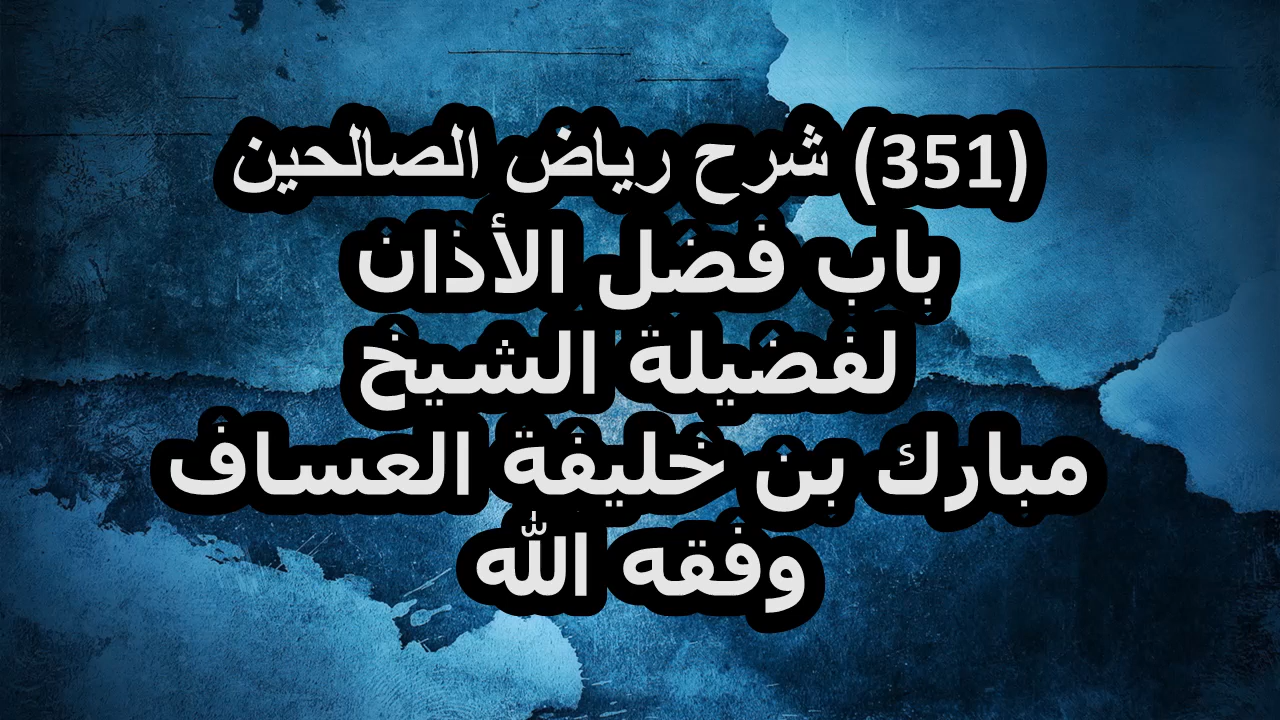 (351) شرح رياض الصالحين
باب فضل الأذان
لفضيلة الشيخ
مبارك بن خليفة العساف
وفقه الله